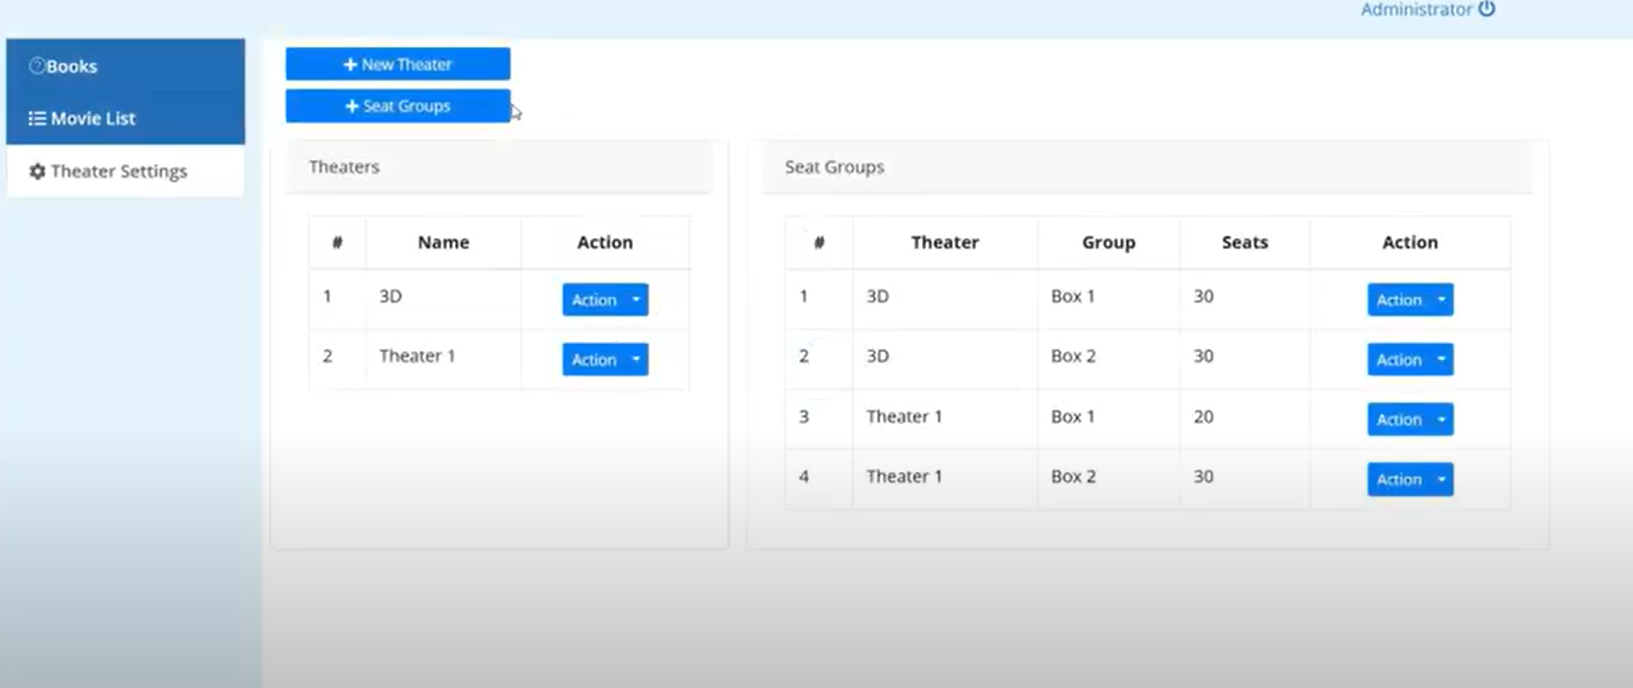 Administrator
Books
Movie List
Theater Settings
+ New Theater
+ Seat Groups
Theaters
# Name Action
1 3D Action
2 Theater 1 Action
Seat Groups
# Theater Group Seats Action
1 3D Box 1 30 Action
2 3D Box 2 30 Action
3 Theater 1 Box 1 20 Action
4 Theater 1 Box 2 30 Action